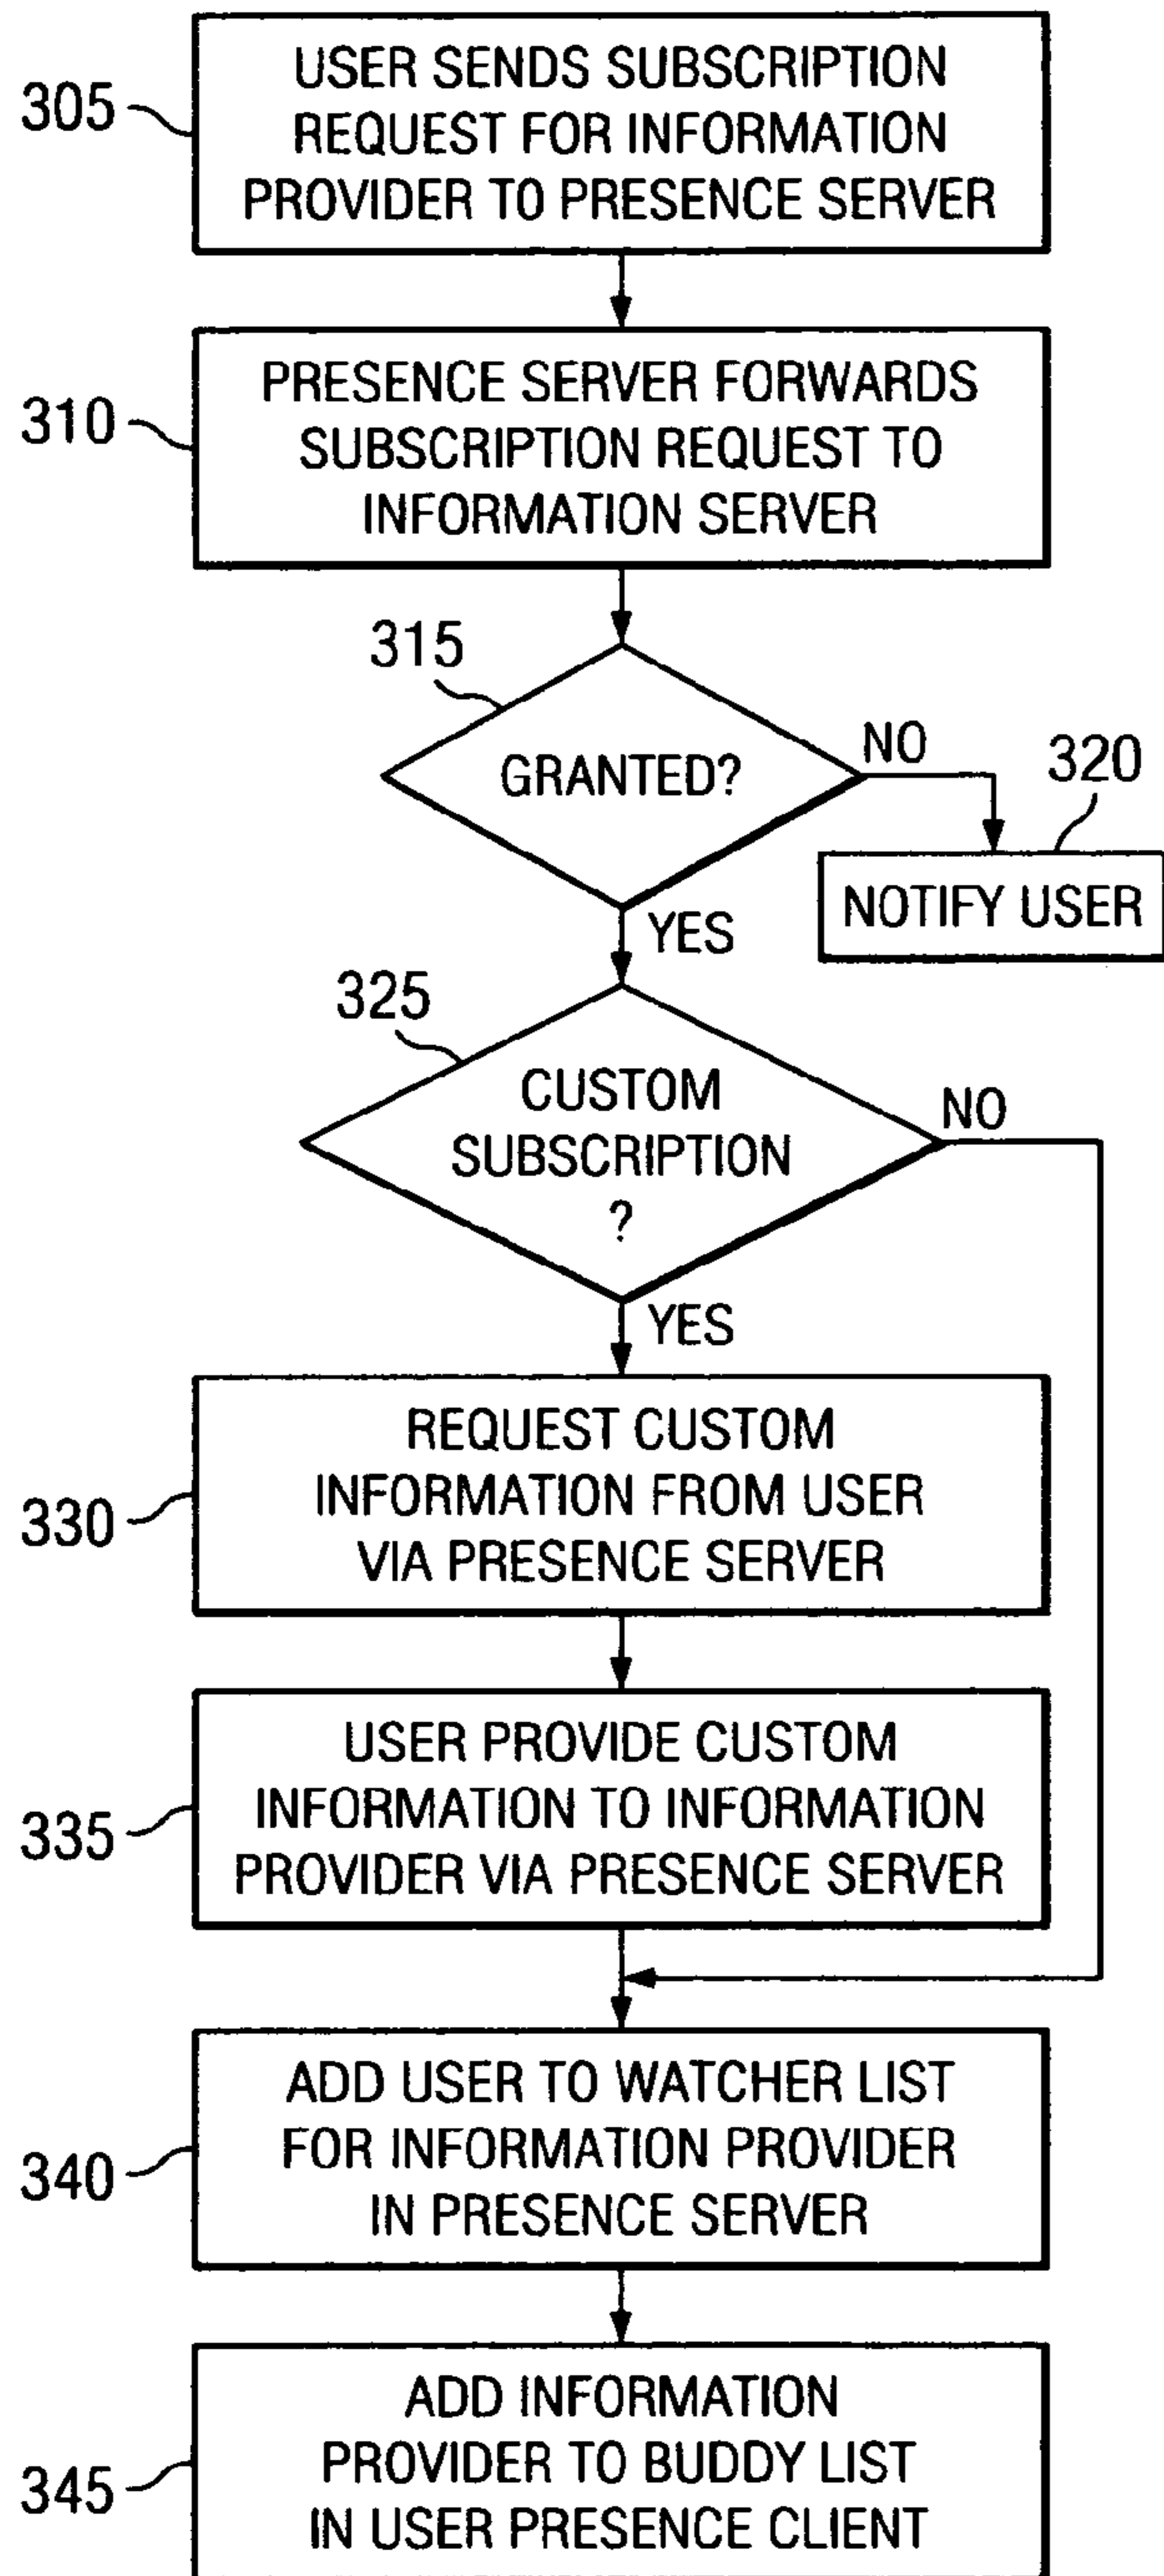 305
USER SENDS SUBSCRIPTION
REQUEST FOR INFORMATION
PROVIDER TO PRESENCE SERVER
310
PRESENCE SERVER FORWARDS
SUBSCRIPTION REQUEST TO
INFORMATION SERVER
315
GRANTED?
NO
320
NOTIFY USER
YES
325
CUSTOM
SUBSCRIPTION
?
NO
YES
330
REQUEST CUSTOM
INFORMATION FROM USER
VIA PRESENCE SERVER
335
USER PROVIDE CUSTOM
INFORMATION TO INFORMATION
PROVIDER VIA PRESENCE SERVER
340
ADD USER TO WATCHER LIST
FOR INFORMATION PROVIDER
IN PRESENCE SERVER
345
ADD INFORMATION
PROVIDER TO BUDDY LIST
IN USER PRESENCE CLIENT